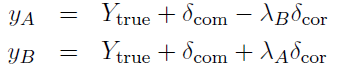 y_A = Y_true + δ_com − λ_B δ_cor
y_B = Y_true + δ_com + λ_A δ_cor